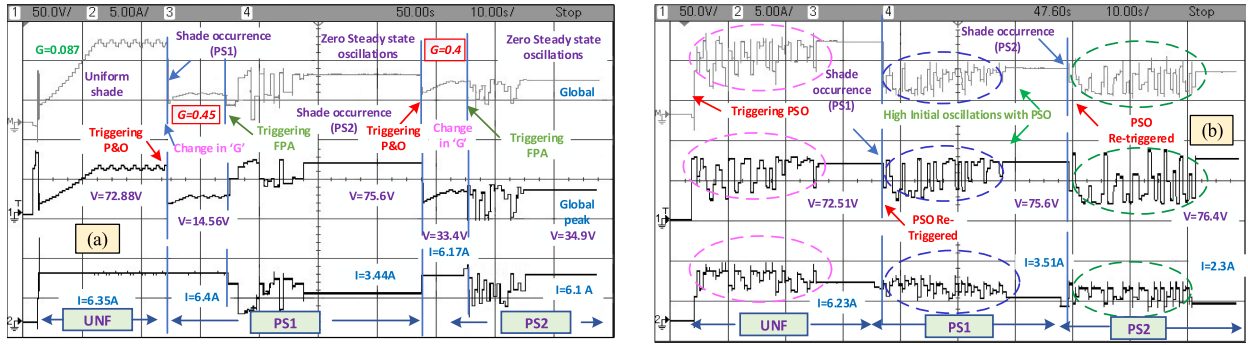 1 50.0V/ 2 5.00A/ 3 4 50.00s 10.00s/ Stop
G=0.087
Shade occurrence
(PS1)
Zero Steady state
oscillations
G=0.4
Zero Steady state
oscillations
Uniform
shade
Global
G=0.45
Shade occurrence
(PS2)
Triggering
P&O
Change in 'G'
Triggering
FPA
Triggering
P&O
Change
in 'G'
Triggering
FPA
V=72.88V
V=14.56V
V=75.6V
V=33.4V
Global
peak
V=34.9V
(a)
I=6.17A
I=6.35A
I=6.4A
I=3.44A
I=6.1 A
UNF
PS1
PS2
1 50.0V/ 2 5.00A/ 3 4 47.60s 10.00s/ Stop
Shade occurrence
(PS2)
Shade
occurrence
(PS1)
Triggering PSO
High Initial oscillations with PSO
PSO
Re-triggered
(b)
V=72.51V
V=75.6V
V=76.4V
PSO Re-
Triggered
I=6.23A
I=3.51A
I=2.3A
UNF
PS1
PS2